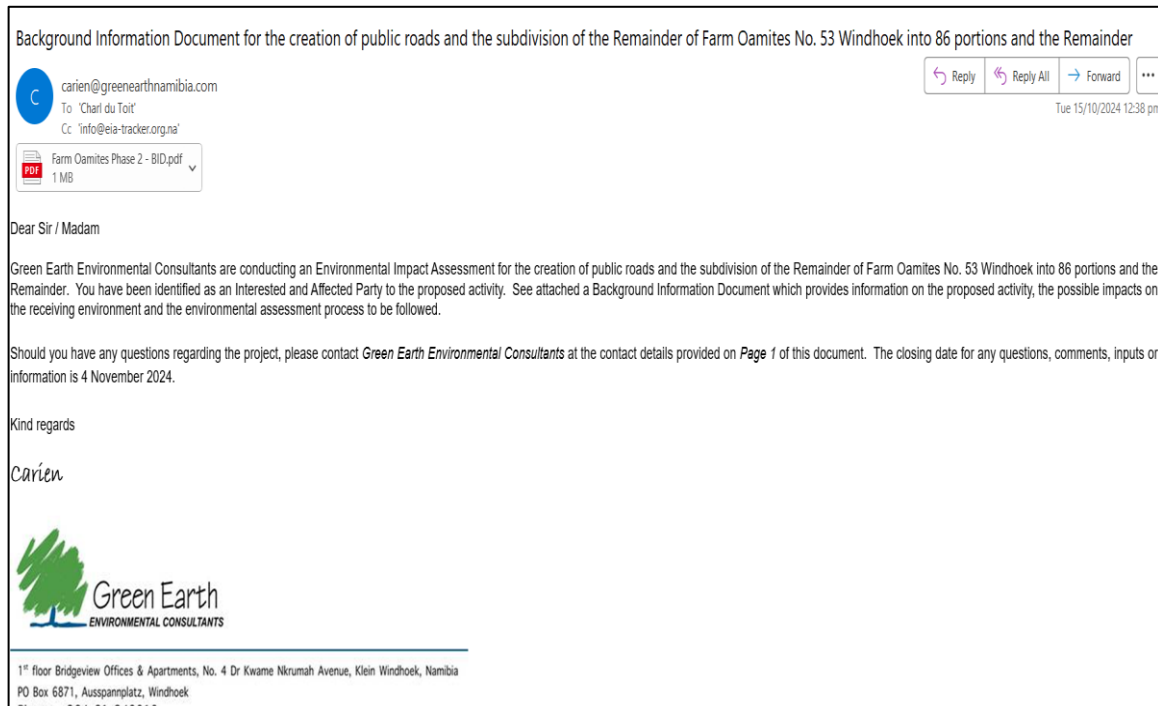 Background Information Document for the creation of public roads and the subdivision of the Remainder of Farm Oamites No. 53 Windhoek into 86 portions and the Remainder
C
carien@greenearthnamibia.com
To 'Charl du Toit'
Cc 'info@eia-tracker.org.na'
Reply
Reply All
Forward
Tue 15/10/2024 12:38 pm
PDF
Farm Oamites Phase 2 - BID.pdf
1 MB
Dear Sir / Madam
Green Earth Environmental Consultants are conducting an Environmental Impact Assessment for the creation of public roads and the subdivision of the Remainder of Farm Oamites No. 53 Windhoek into 86 portions and the
Remainder. You have been identified as an Interested and Affected Party to the proposed activity. See attached a Background Information Document which provides information on the proposed activity, the possible impacts on
the receiving environment and the environmental assessment process to be followed.
Should you have any questions regarding the project, please contact Green Earth Environmental Consultants at the contact details provided on Page 1 of this document. The closing date for any questions, comments, inputs or
information is 4 November 2024.
Kind regards
Carien
Green Earth
ENVIRONMENTAL CONSULTANTS
1st floor Bridgeview Offices & Apartments, No. 4 Dr Kwame Nkrumah Avenue, Klein Windhoek, Namibia
PO Box 6871, Ausspannplatz, Windhoek